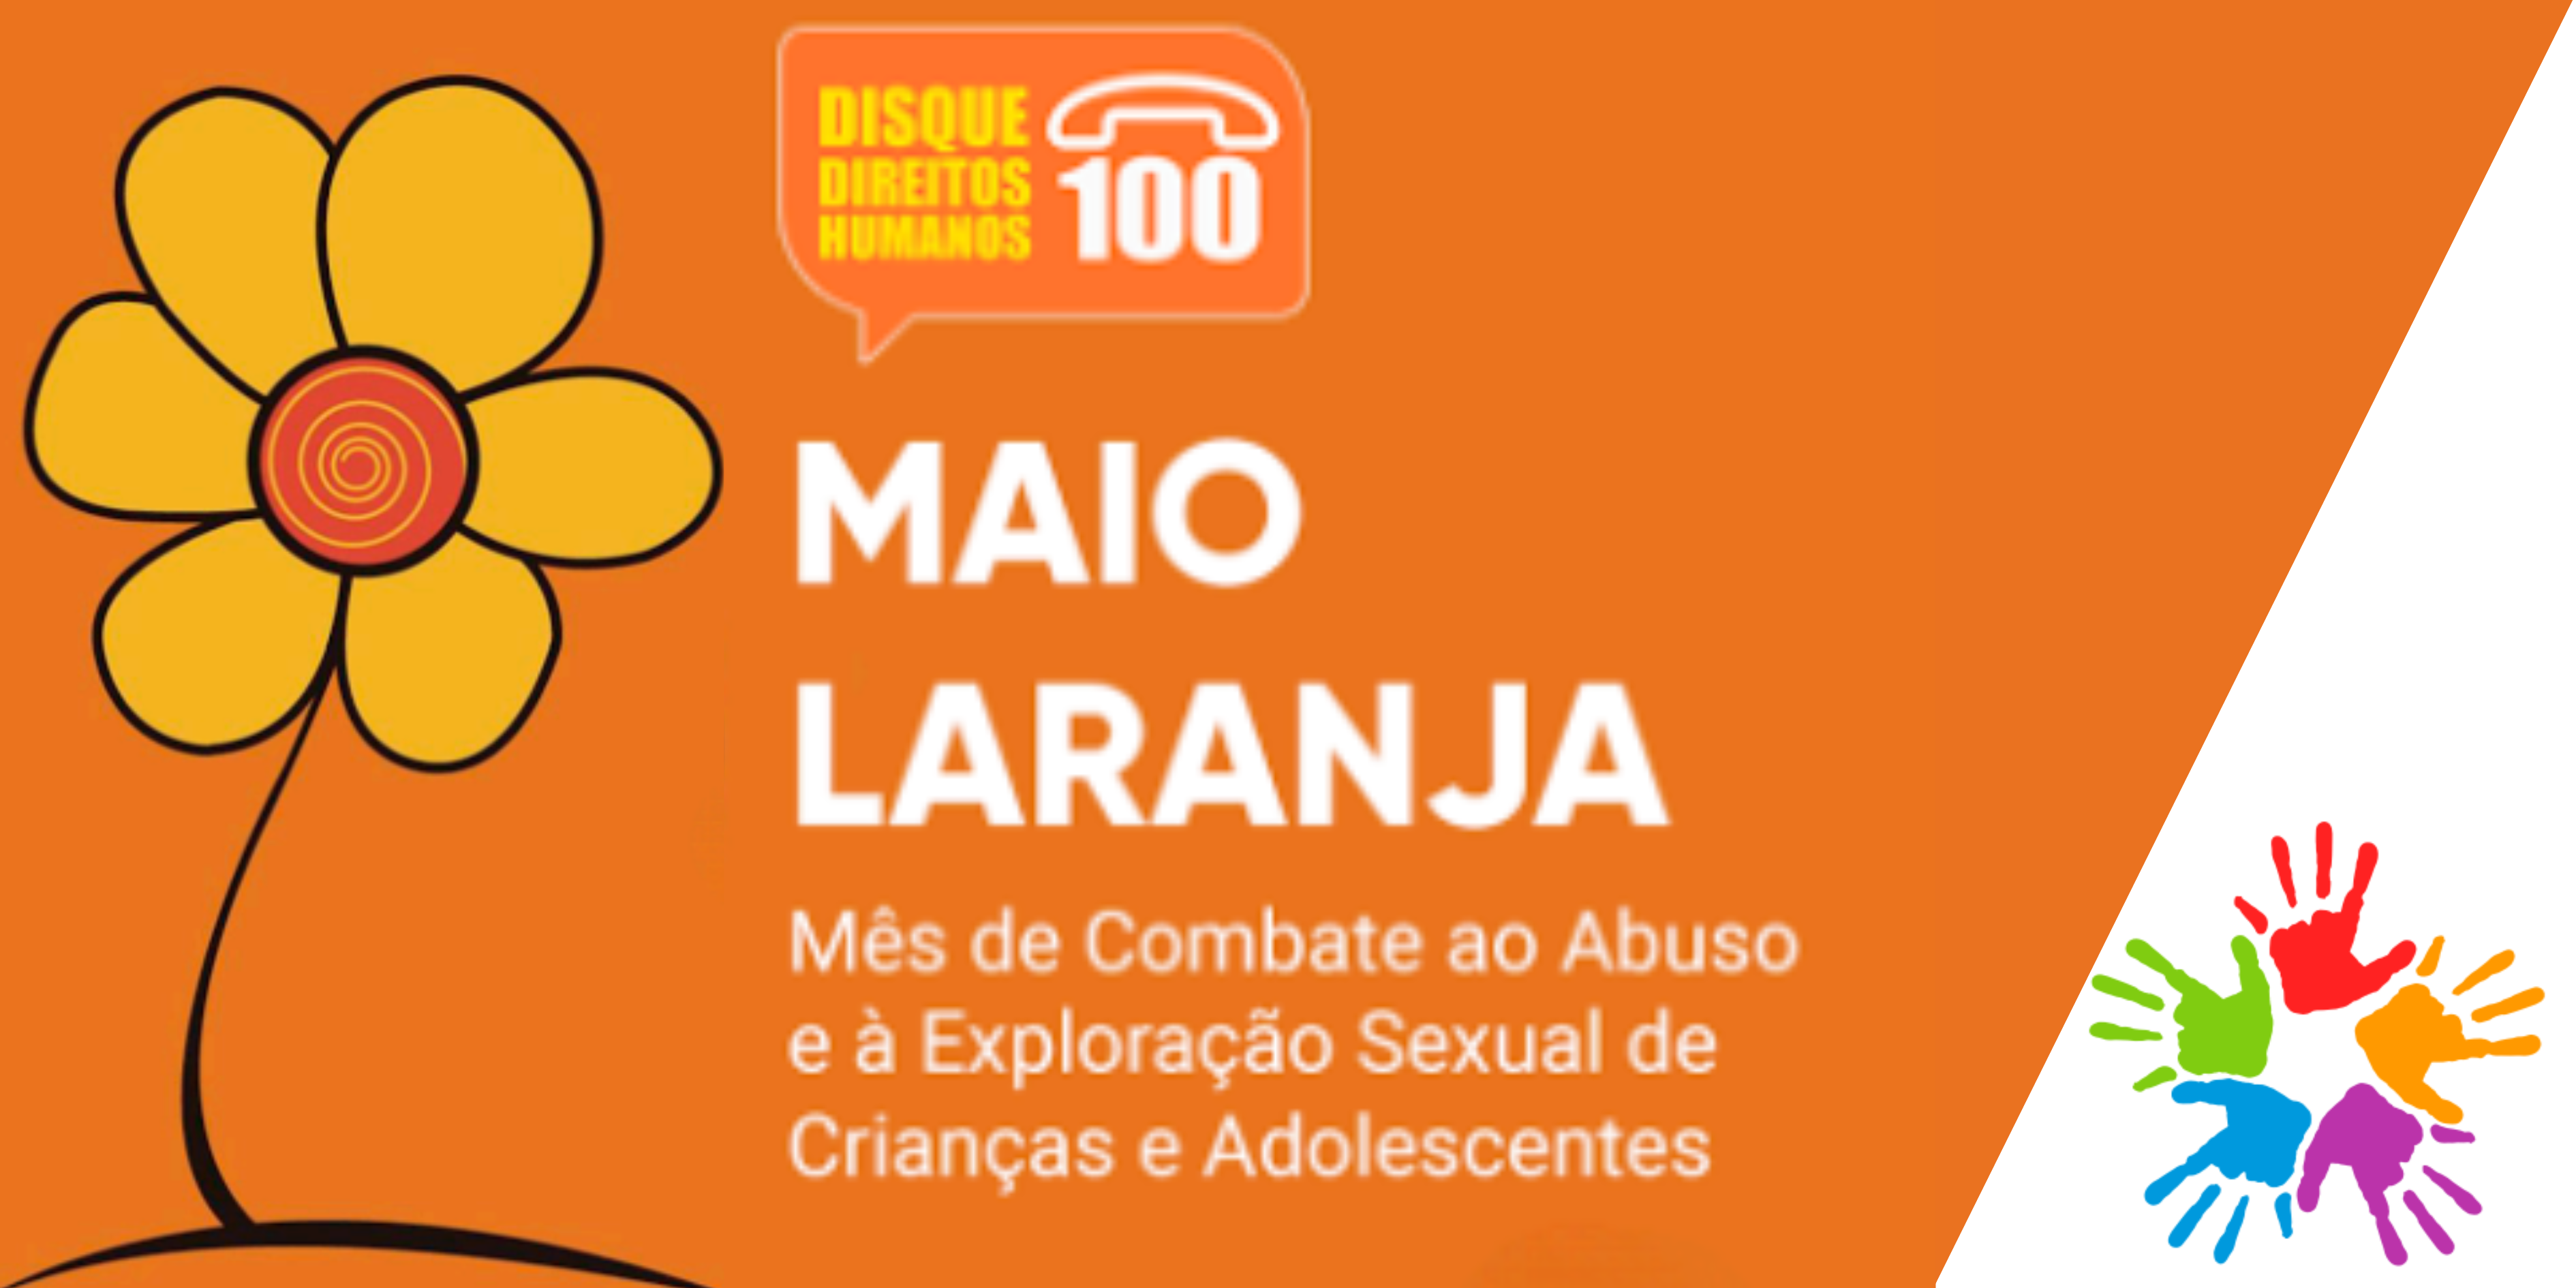 DISQUE
DIREITOS
HUMANOS
100
MAIO
LARANJA
Mês de Combate ao Abuso
e à Exploração Sexual de
Crianças e Adolescentes